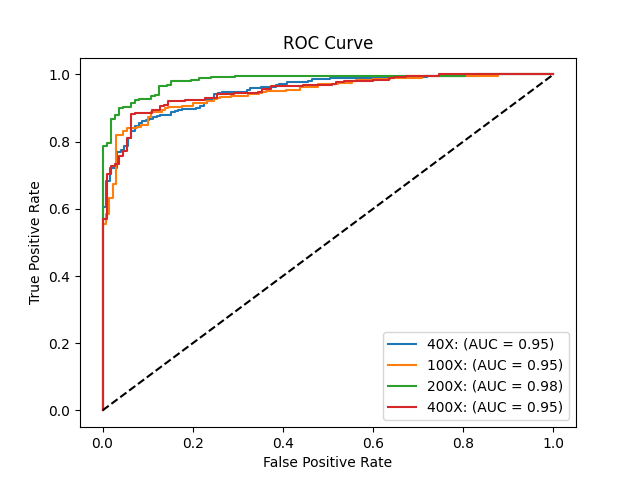 ROC Curve
True Positive Rate
1.0
0.8
0.6
0.4
0.2
0.0
40X: (AUC = 0.95)
100X: (AUC = 0.95)
200X: (AUC = 0.98)
400X: (AUC = 0.95)
0.0 0.2 0.4 0.6 0.8 1.0
False Positive Rate